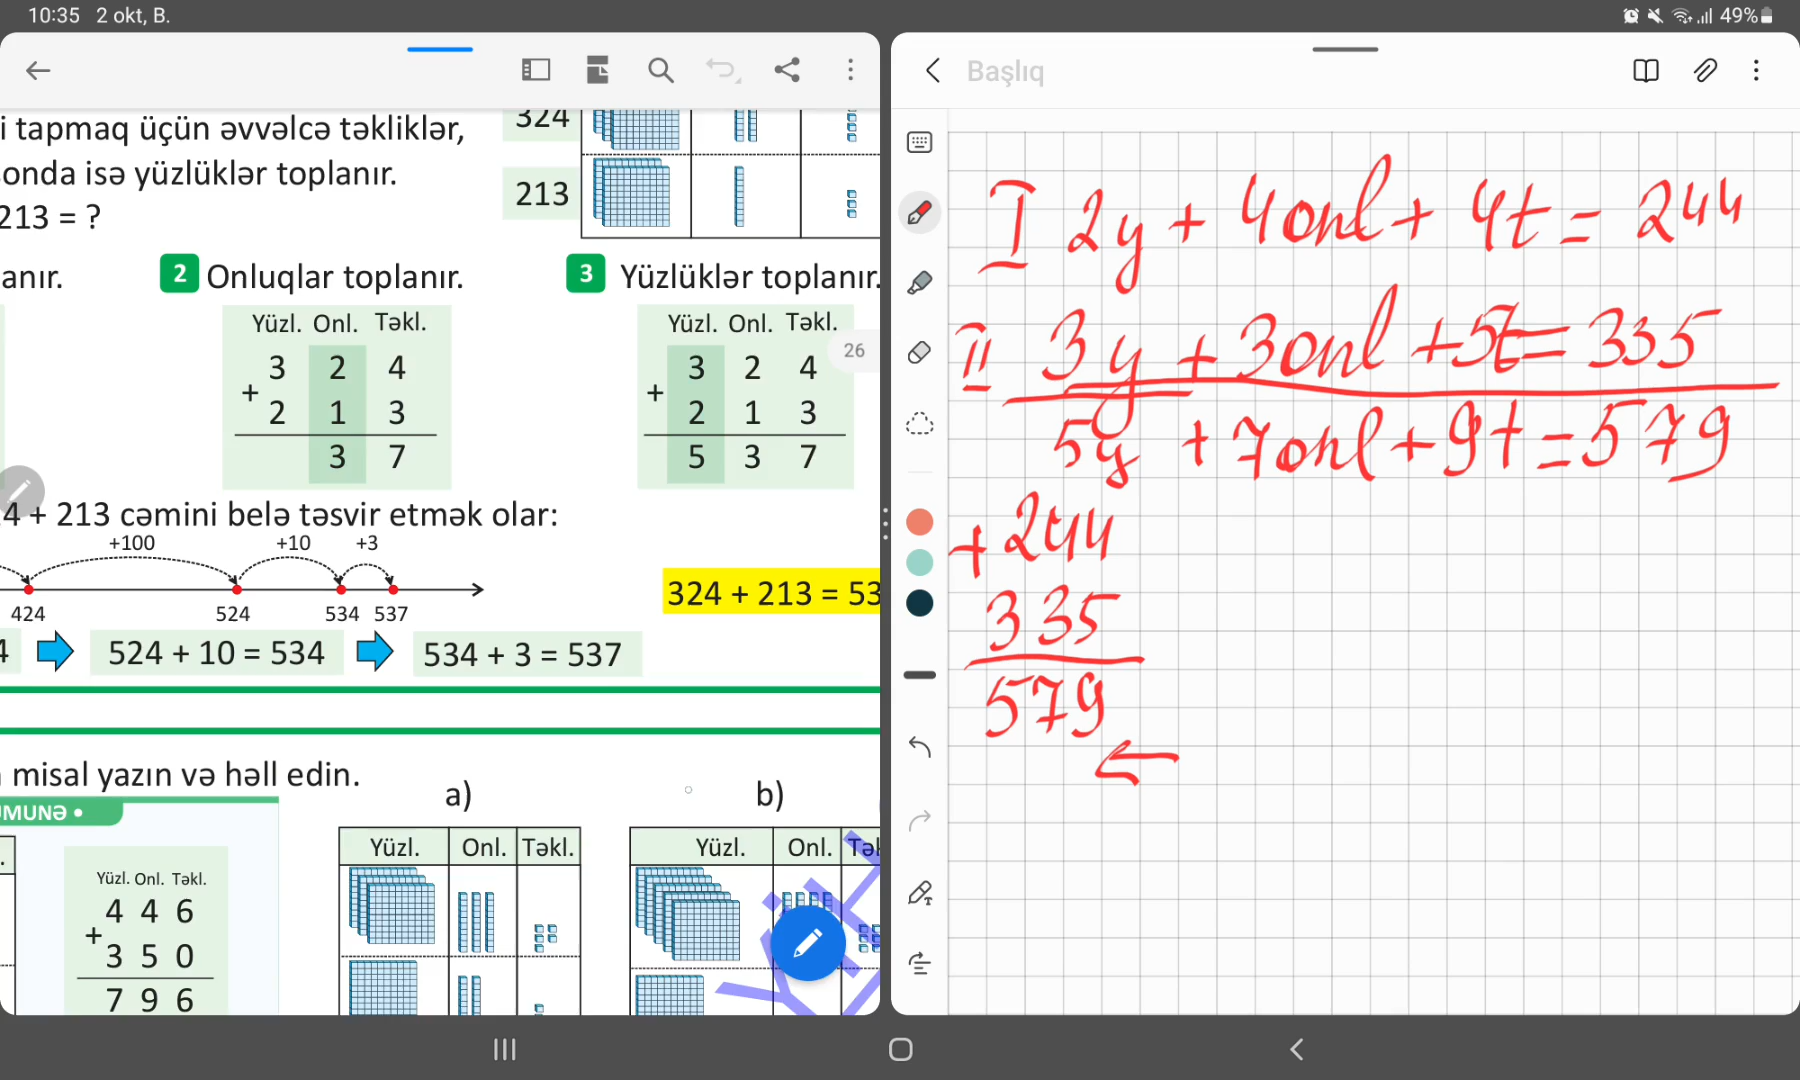 10:35 2 okt, B.
49%
i tapmaq üçün əvvəlcə təkliklər,
onda isə yüzlüklər toplanır.
213 = ?
324
213
anır.
2 Onluqlar toplanır.
Yüzl. Onl. Təkl.
3 2 4
+
2 1 3
3 7
3 Yüzlüklər toplanır.
Yüzl. Onl. Təkl.
3 2 4
+
2 1 3
5 3 7
26
4 + 213 cəmini belə təsvir etmək olar:
+100 +10 +3
424 524 534 537
324 + 213 = 53
4 524 + 10 = 534 534 + 3 = 537
misal yazın və həll edin.
MUNƏ •
Yüzl. Onl. Təkl.
4 4 6
+
3 5 0
7 9 6
a)
Yüzl. Onl. Təkl.
b)
Yüzl. Onl. Tək
Başlıq
I 2y + 4onl + 4t = 244
II 3y + 3onl + 5t = 335
5y + 7onl + 9t = 579
+ 244
335
579